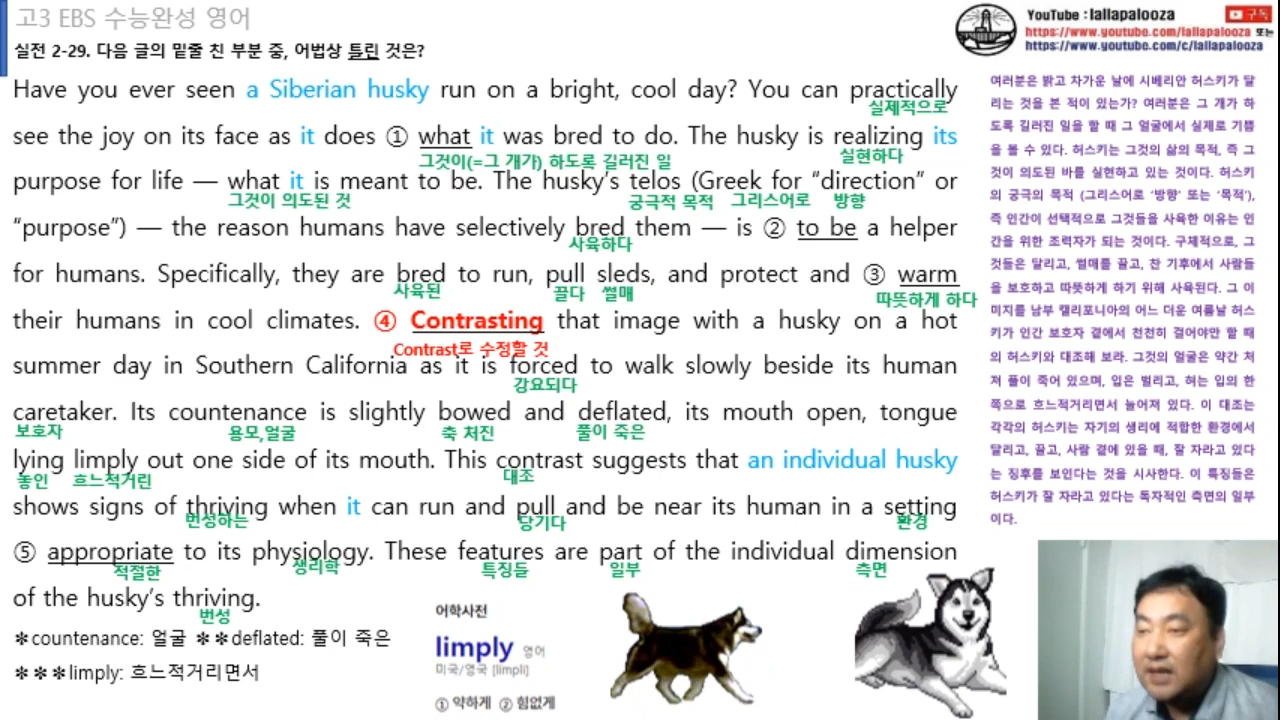 고3 EBS 수능완성 영어
실전 2-29. 다음 글의 밑줄 친 부분 중, 어법상 틀린 것은?
YouTube : lallapalooza
구독
https://www.youtube.com/lallapalooza 또는
https://www.youtube.com/c/lallapalooza
Have you ever seen a Siberian husky run on a bright, cool day? You can practically
실제적으로
see the joy on its face as it does ① what it was bred to do. The husky is realizing its
그것이(=그 개가) 하도록 길러진 일 실현하다
purpose for life — what it is meant to be. The husky's telos (Greek for "direction" or
그것이 의도된 것 궁극적 목적 그리스어로 방향
"purpose") — the reason humans have selectively bred them — is ② to be a helper
사육하다
for humans. Specifically, they are bred to run, pull sleds, and protect and ③ warm
사육된 끌다 썰매 따뜻하게 하다
their humans in cool climates. ④ Contrasting that image with a husky on a hot
Contrast로 수정할 것
summer day in Southern California as it is forced to walk slowly beside its human
강요되다
caretaker. Its countenance is slightly bowed and deflated, its mouth open, tongue
보호자 용모,얼굴 축 처진 풀이 죽은
lying limply out one side of its mouth. This contrast suggests that an individual husky
놓인 흐느적거린 대조
shows signs of thriving when it can run and pull and be near its human in a setting
번성하는 당기다 환경
⑤ appropriate to its physiology. These features are part of the individual dimension
적절한 생리학 특징들 일부 측면
of the husky's thriving.
번성
✻countenance: 얼굴 ✻✻deflated: 풀이 죽은
✻✻✻limply: 흐느적거리면서
어학사전
limply 영어
미국/영국 [limpli]
① 약하게 ② 힘없게
여러분은 밝고 차가운 날에 시베리안 허스키가 달
리는 것을 본 적이 있는가? 여러분은 그 개가 하
도록 길러진 일을 할 때 그 얼굴에서 실제로 기쁨
을 볼 수 있다. 허스키는 그것의 삶의 목적, 즉 그
것이 의도된 바를 실현하고 있는 것이다. 허스키
의 궁극의 목적 (그리스어로 '방향' 또는 '목적'),
즉 인간이 선택적으로 그것들을 사육한 이유는 인
간을 위한 조력자가 되는 것이다. 구체적으로, 그
것들은 달리고, 썰매를 끌고, 찬 기후에서 사람들
을 보호하고 따뜻하게 하기 위해 사육된다. 그 이
미지를 남부 캘리포니아의 어느 더운 여름날 허스
키가 인간 보호자 곁에서 천천히 걸어야만 할 때
의 허스키와 대조해 보라. 그것의 얼굴은 약간 처
져 풀이 죽어 있으며, 입은 벌리고, 혀는 입의 한
쪽으로 흐느적거리면서 늘어져 있다. 이 대조는
각각의 허스키는 자기의 생리에 적합한 환경에서
달리고, 끌고, 사람 곁에 있을 때, 잘 자라고 있다
는 징후를 보인다는 것을 시사한다. 이 특징들은
허스키가 잘 자라고 있다는 독자적인 측면의 일부
이다.